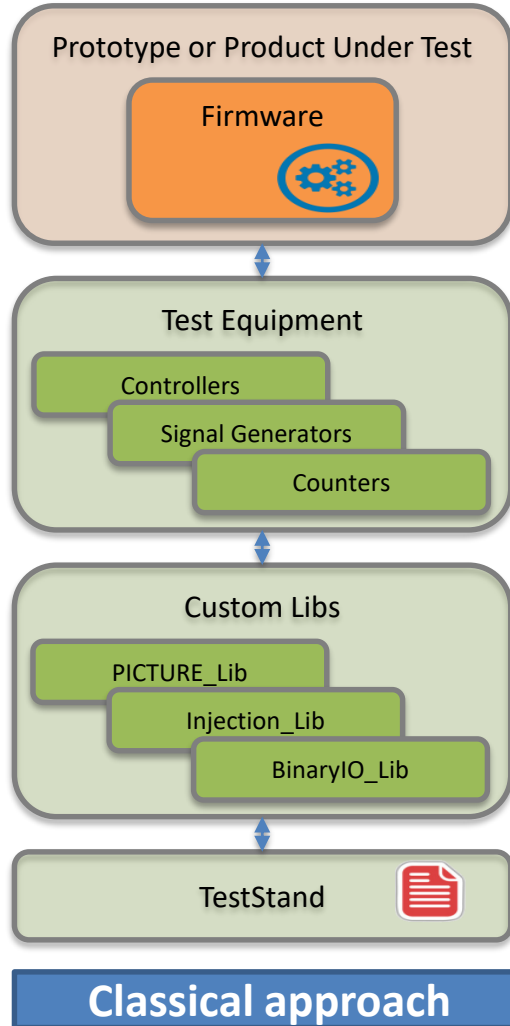 Prototype or Product Under Test
Firmware
Test Equipment
Controllers
Signal Generators
Counters
Custom Libs
PICTURE_Lib
Injection_Lib
BinaryIO_Lib
TestStand
Classical approach